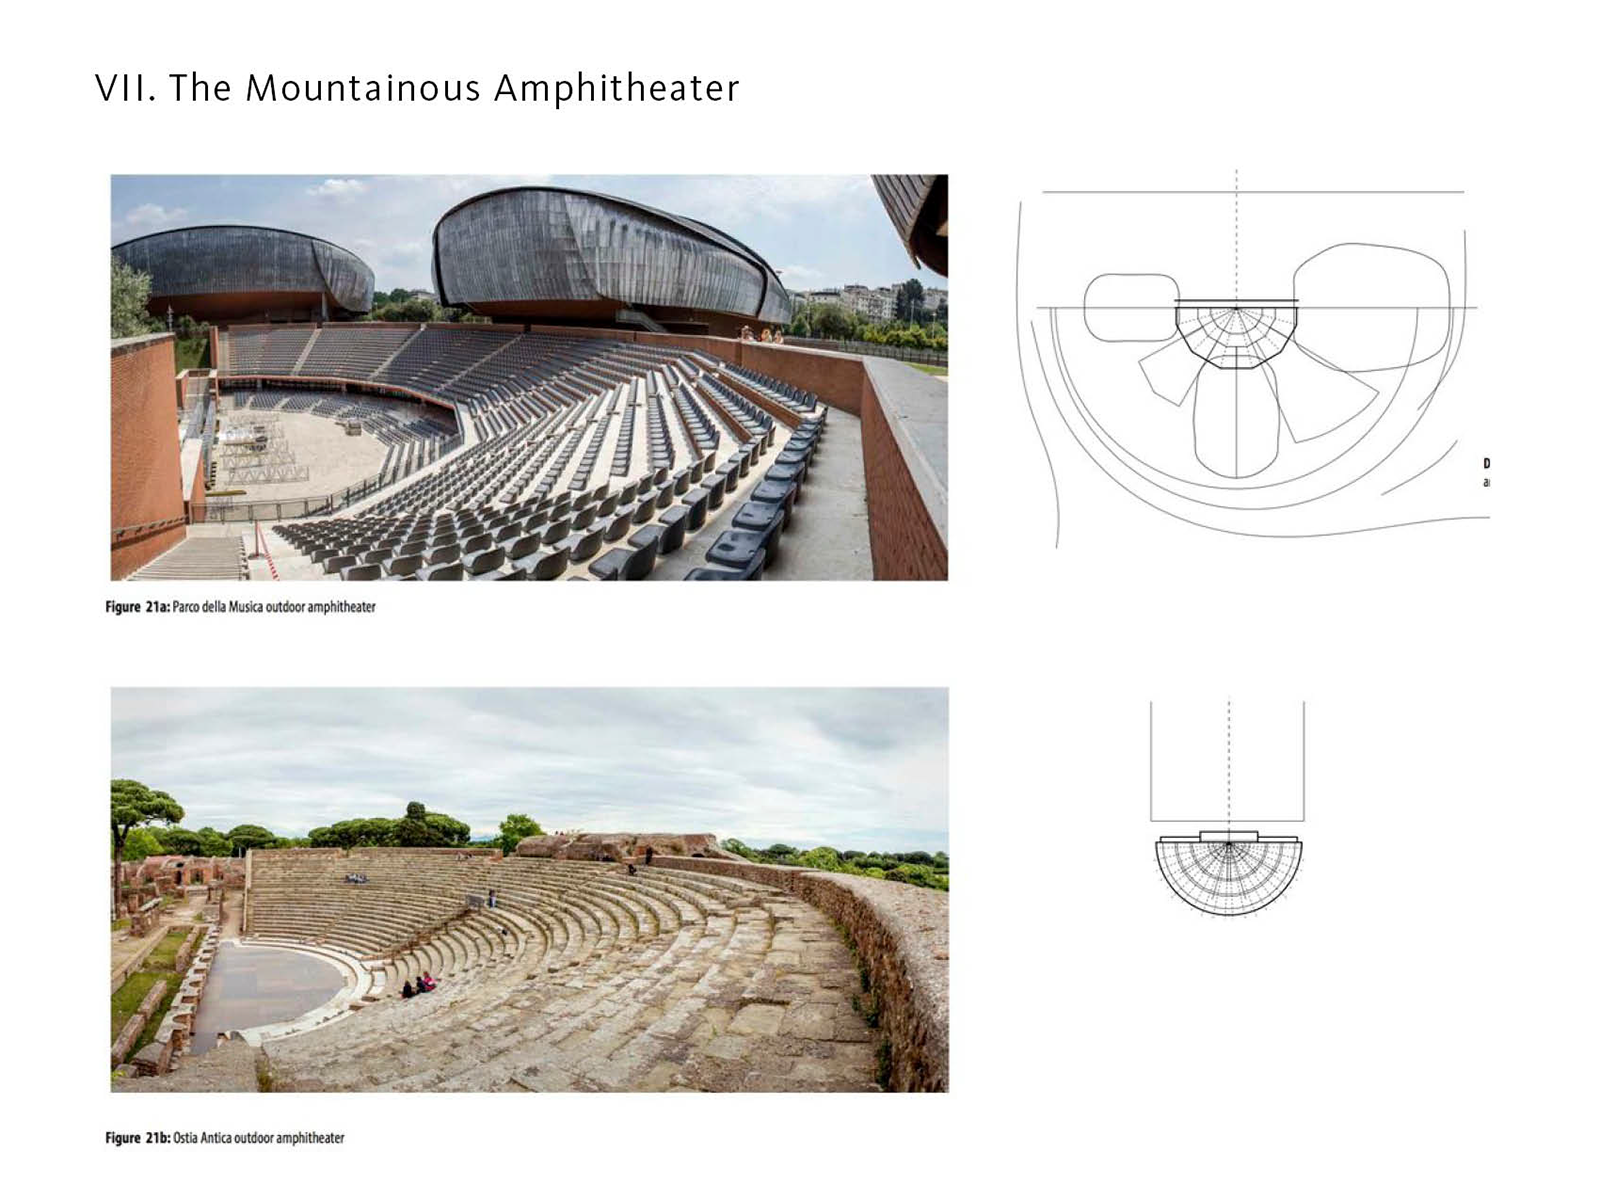 VII. The Mountainous Amphitheater
Figure 21a: Parco della Musica outdoor amphitheater
Figure 21b: Ostia Antica outdoor amphitheater